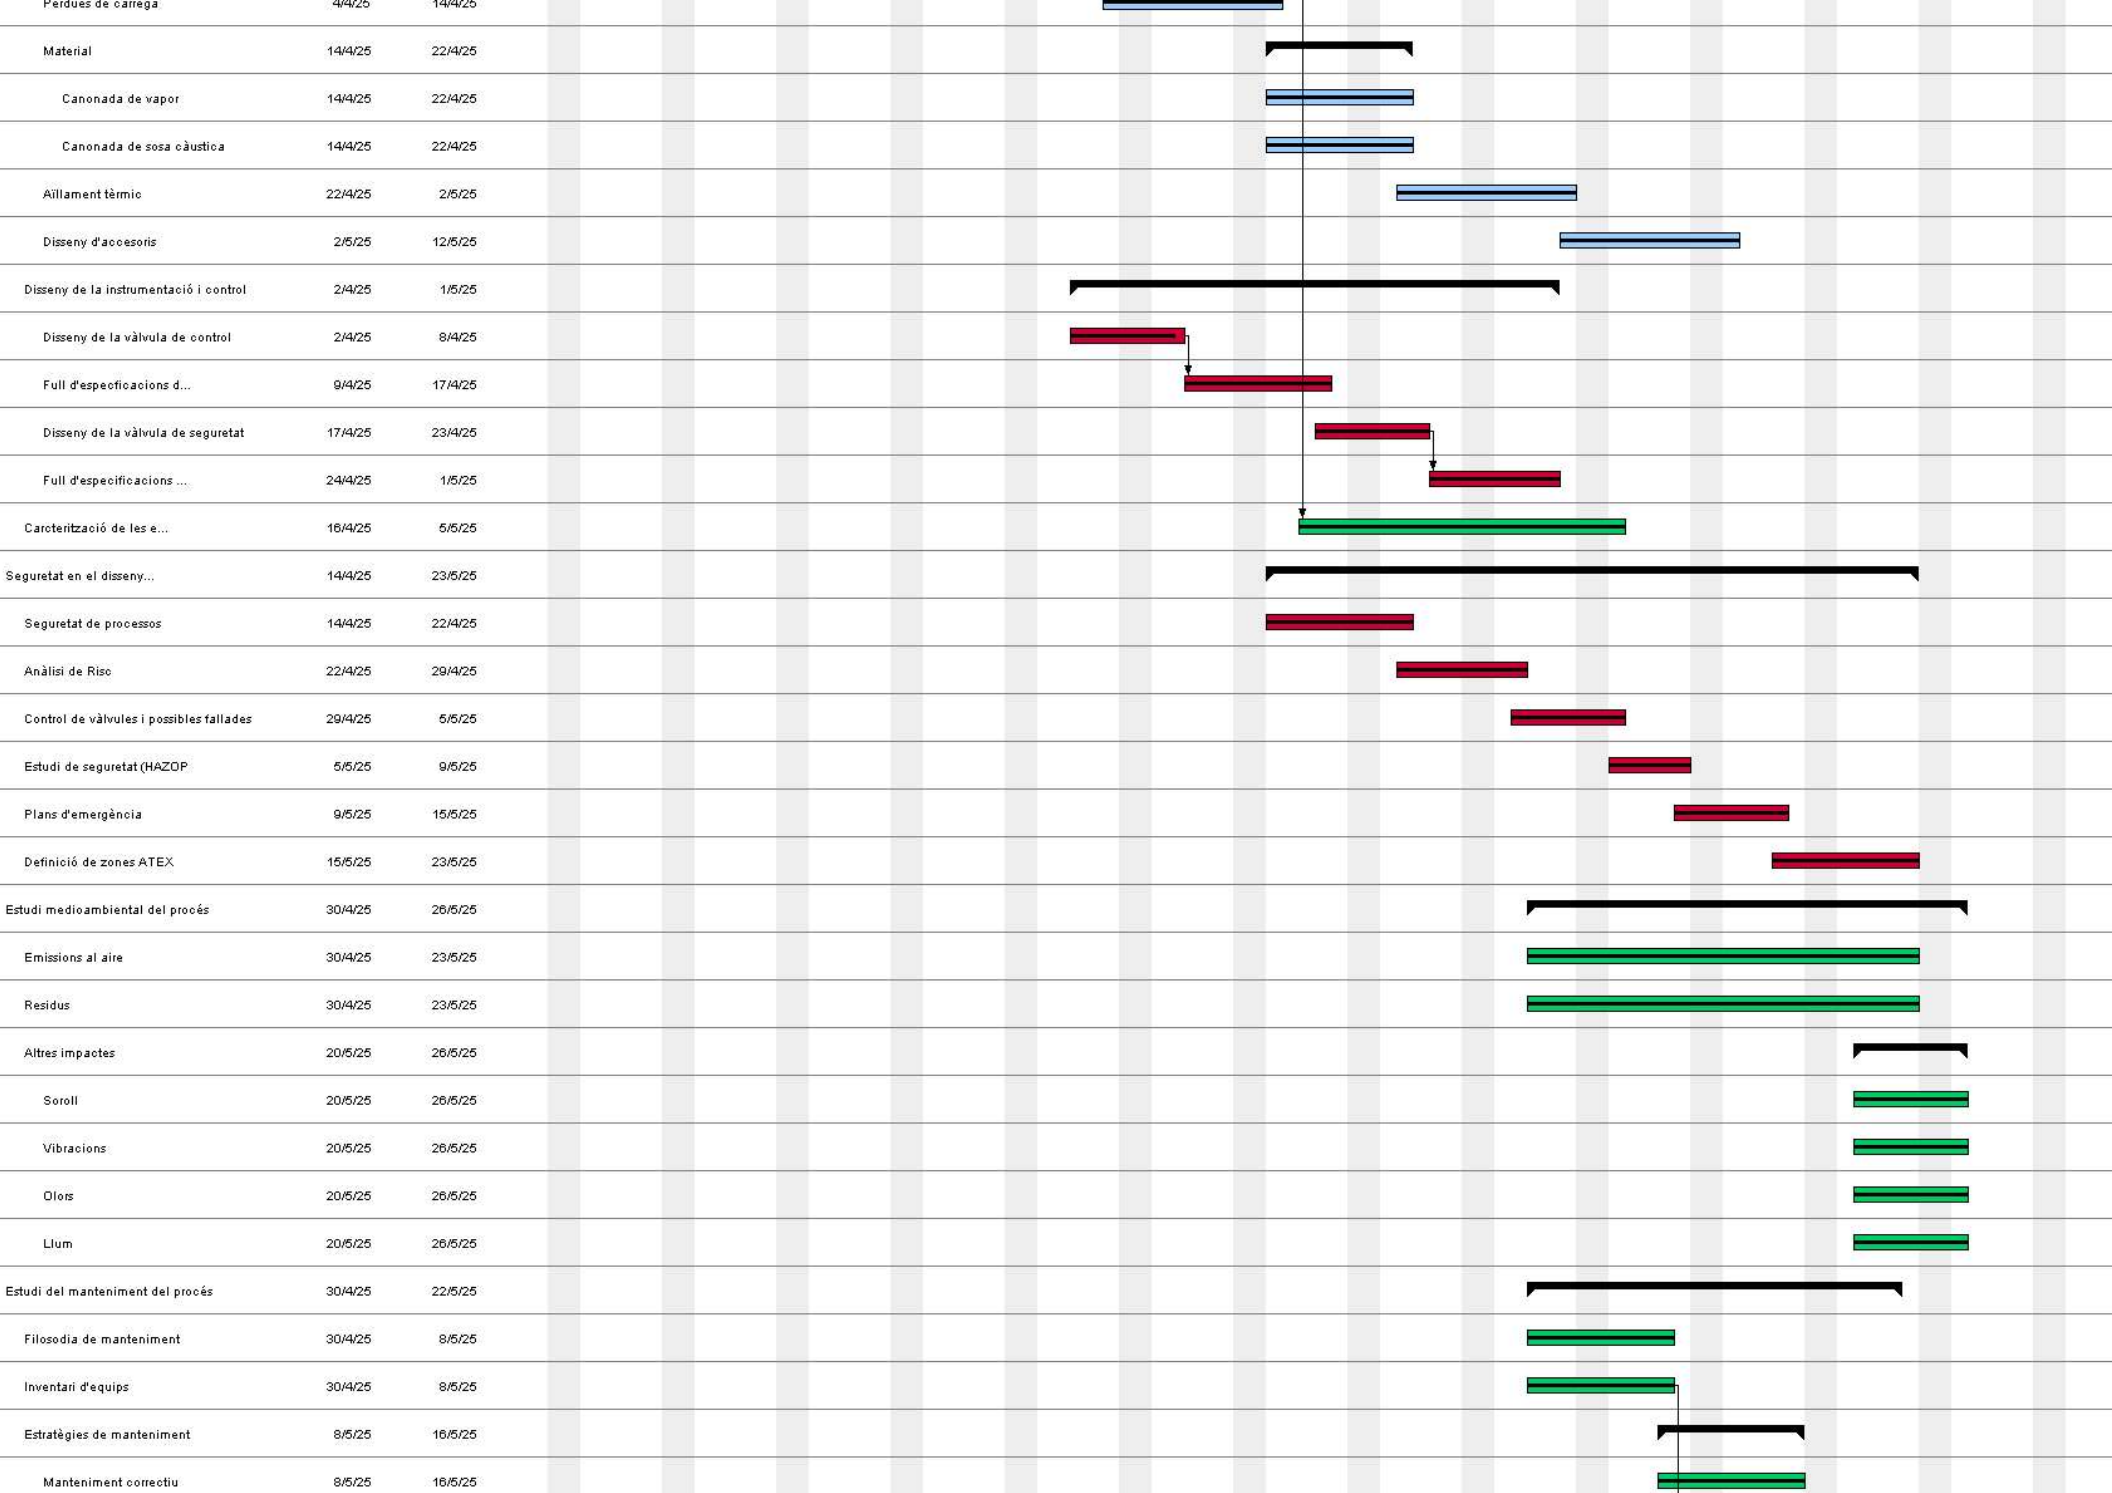 Pèrdues de càrrega 4/4/25 14/4/25
Material 14/4/25 22/4/25
Canonada de vapor 14/4/25 22/4/25
Canonada de sosa càustica 14/4/25 22/4/25
Aïllament tèrmic 22/4/25 2/5/25
Disseny d'accesoris 2/5/25 12/5/25
Disseny de la instrumentació i control 2/4/25 1/5/25
Disseny de la vàlvula de control 2/4/25 8/4/25
Full d'especficacions d... 9/4/25 17/4/25
Disseny de la vàlvula de seguretat 17/4/25 23/4/25
Full d'especificacions ... 24/4/25 1/5/25
Carcterització de les e... 16/4/25 5/5/25
Seguretat en el disseny... 14/4/25 23/5/25
Seguretat de processos 14/4/25 22/4/25
Anàlisi de Risc 22/4/25 29/4/25
Control de vàlvules i possibles fallades 29/4/25 5/5/25
Estudi de seguretat (HAZOP 5/5/25 9/5/25
Plans d'emergència 9/5/25 15/5/25
Definició de zones ATEX 15/5/25 23/5/25
Estudi medioambiental del procés 30/4/25 26/5/25
Emissions al aire 30/4/25 23/5/25
Residus 30/4/25 23/5/25
Altres impactes 20/5/25 26/5/25
Soroll 20/5/25 26/5/25
Vibracions 20/5/25 26/5/25
Olors 20/5/25 26/5/25
Llum 20/5/25 26/5/25
Estudi del manteniment del procés 30/4/25 22/5/25
Filosodia de manteniment 30/4/25 8/5/25
Inventari d'equips 30/4/25 8/5/25
Estratègies de manteniment 8/5/25 16/5/25
Manteniment correctiu 8/5/25 16/5/25